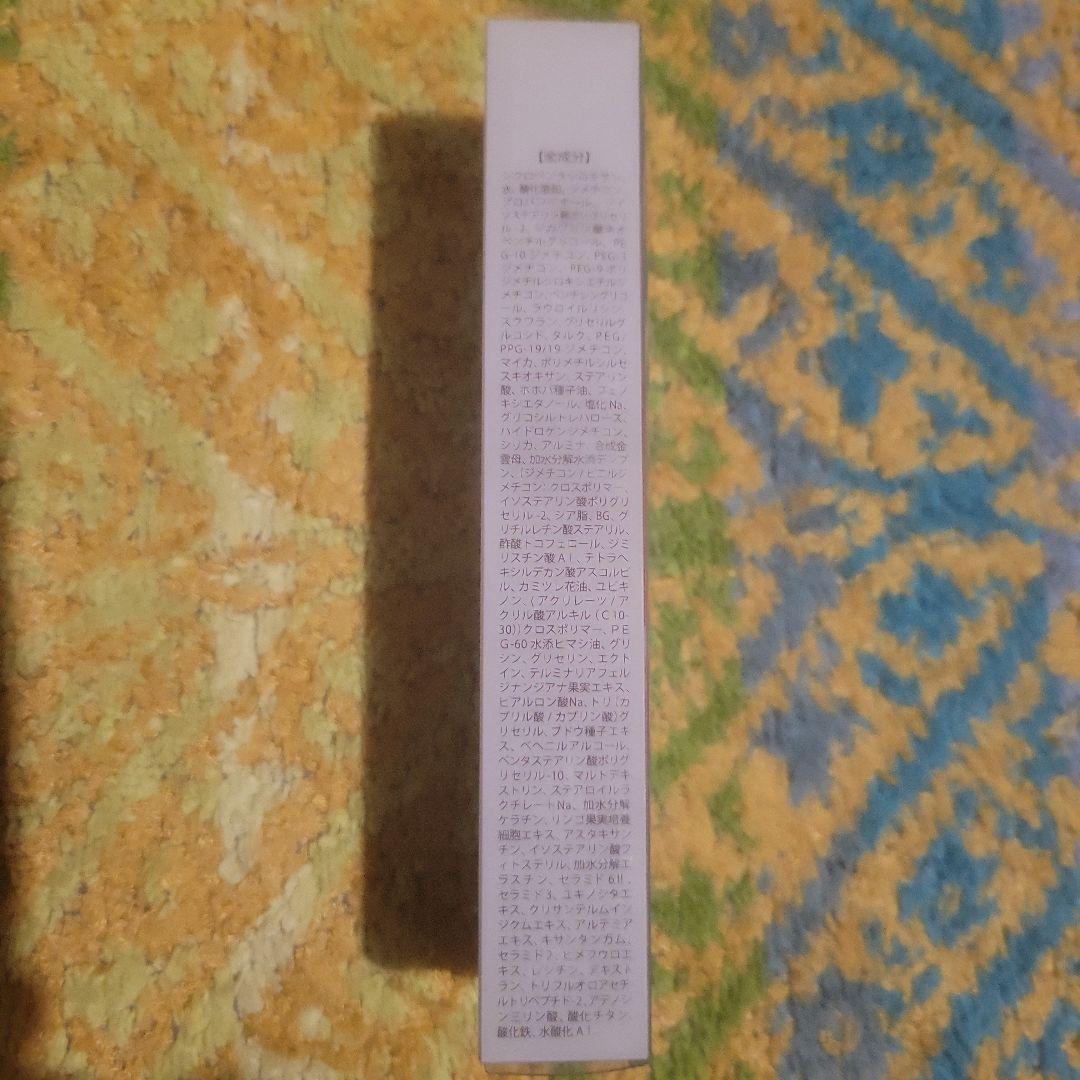 【全成分】
シクロペンタシロキサン、
水、酸化亜鉛、ジメチコン、
プロパンジオール、
ソステアリン酸ポリグリセリ
ル-2、ジカプリン酸ネオ
ペンチルグリコール、PE
G-10ジメチコン、PEG-3
ジメチコン、PEG-9ポリ
ジメチルシロキシエチルジ
メチコン、ペンチレングリコ
ール、ラウロイルリシン、
スクワラン、グリセリルグ
ルコシド、タルク、PEG/
PPG-19/19ジメチコン、
マイカ、ポリメチルシルセ
スキオキサン、ステアリン
酸、ホホバ種子油、フェノ
キシエタノール、塩化Na、
グリコシルトレハロース、
ハイドロゲンジメチコン、
シリカ、アルミナ、合成金
雲母、加水分解水添デンプ
ン、(ジメチコン/ビニルジ
メチコン)クロスポリマー、
イソステアリン酸ポリグリ
セリル-2、シア脂、BG、グ
リチルレチン酸ステアリル、
酢酸トコフェロール、ジミ
リスチン酸Al、テトラヘ
キシルデカン酸アスコルビ
ル、カミツレ花油、ユビキ
ノン、(アクリレーツ/ア
クリル酸アルキル(C10-
30))クロスポリマー、PE
G-60水添ヒマシ油、グリ
シン、グリセリン、エクト
イン、テルミナリアフェル
ジナンジアナ果実エキス、
ヒアルロン酸Na、トリ(カ
プリル酸/カプリン酸)グ
リセリル、ブドウ種子エキ
ス、ベヘニルアルコール、
ペンタステアリン酸ポリグ
リセリル-10、マルトデキ
ストリン、ステアロイルラ
クチレートNa、加水分解
ケラチン、リンゴ果実培養
細胞エキス、アスタキサン
チン、イソステアリン酸フ
ィトステリル、加水分解エ
ラスチン、セラミド6II、
セラミド3、ユキノシタエ
キス、クリサンテルムイン
ジクムエキス、アルテミア
エキス、キサンタンガム、
セラミド2、ヒメフウロエ
キス、レシチン、デキスト
ラン、トリフルオロアセチ
ルトリペプチド-2、アデノシ
ン三リン酸、酸化チタン、
酸化鉄、水酸化Al